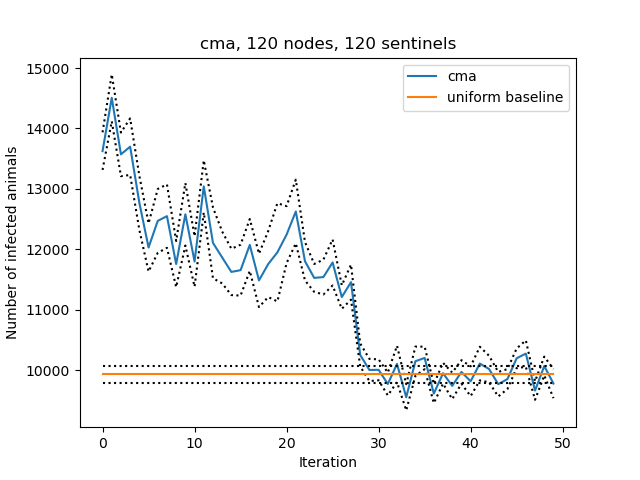 cma, 120 nodes, 120 sentinels
cma
uniform baseline
Number of infected animals
15000
14000
13000
12000
11000
10000
0
10
20
30
40
50
Iteration